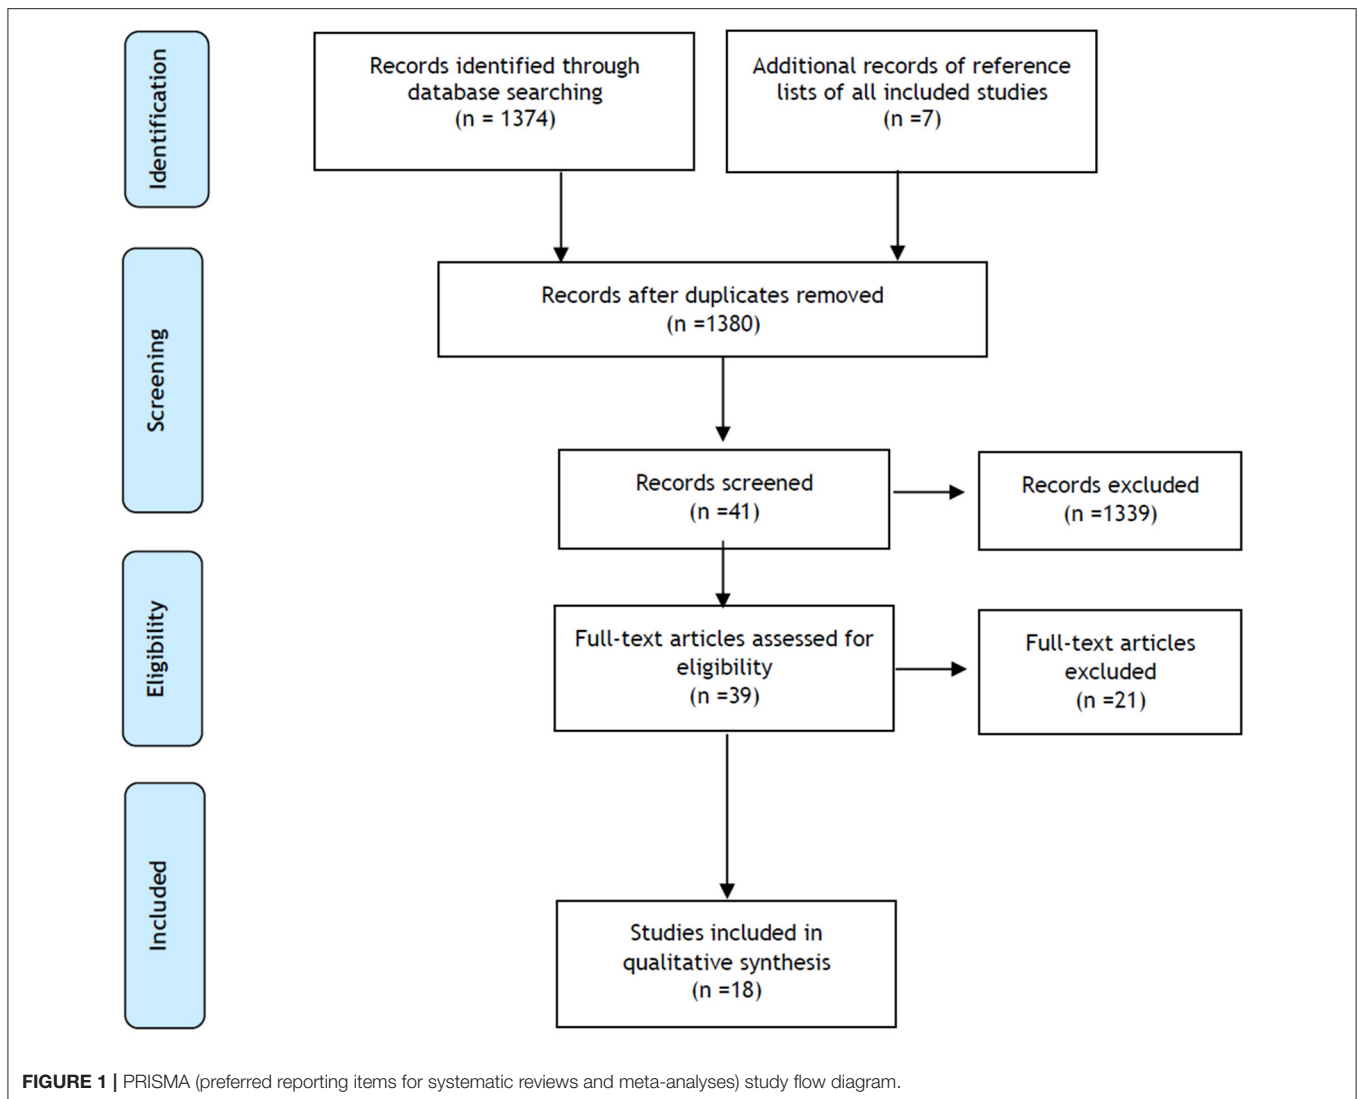 Identification
Records identified through
database searching
(n = 1374)
Additional records of reference
lists of all included studies
(n =7)
Screening
Records after duplicates removed
(n =1380)
Records screened
(n =41)
Records excluded
(n =1339)
Eligibility
Full-text articles assessed for
eligibility
(n =39)
Full-text articles
excluded
(n =21)
Included
Studies included in
qualitative synthesis
(n =18)
FIGURE 1 | PRISMA (preferred reporting items for systematic reviews and meta-analyses) study flow diagram.